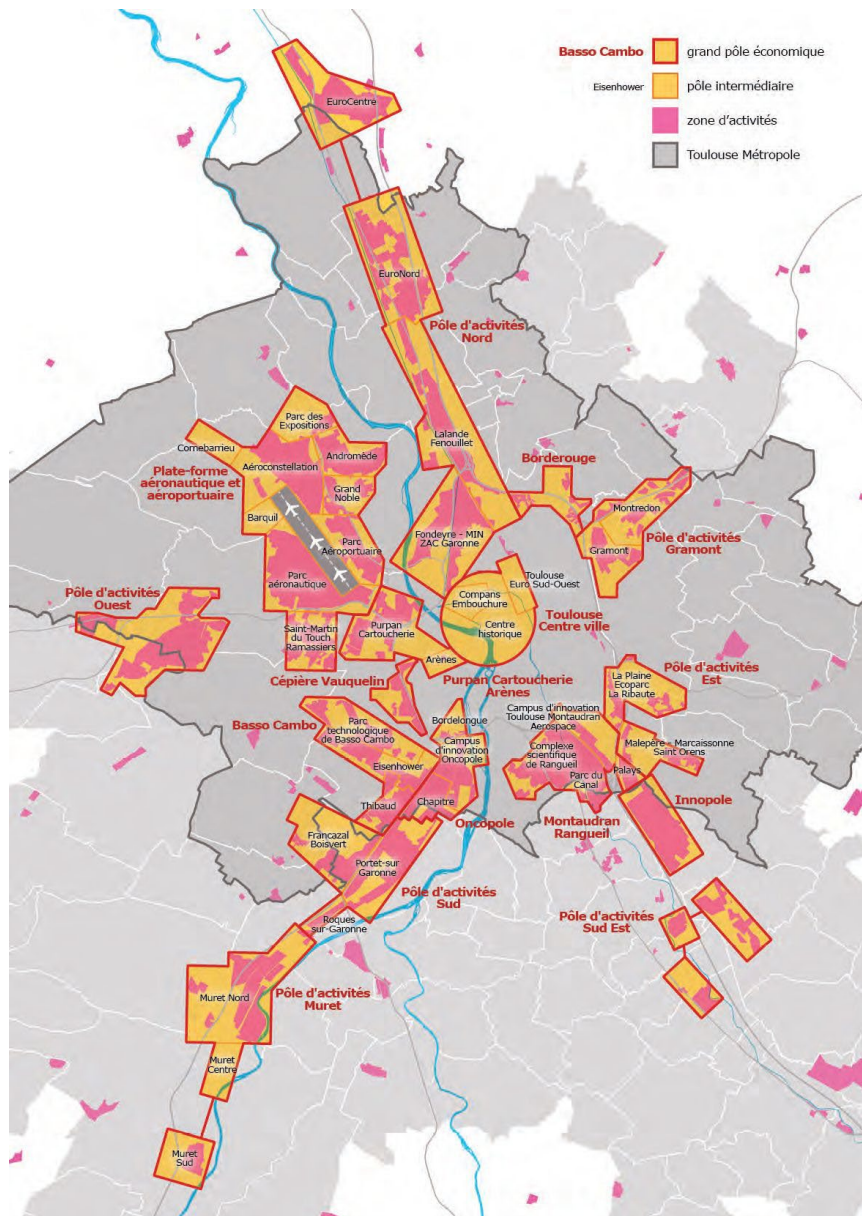 Basso Cambo
grand pôle économique
Eisenhower
pôle intermédiaire
zone d'activités
Toulouse Métropole
EuroCentre
EuroNord
Pôle d'activités
Nord
Parc des
Expositions
Cornebarrieu
Andromède
Lalande
Fenouillet
Borderouge
Plate-forme
aéronautique et
aéroportuaire
Aéroconstellation
Grand
Noble
Montredon
Barquil
Parc
Aéroportuaire
Fondeyre - MIN
ZAC Garonne
Gramont
Pôle d'activités
Gramont
Parc
aéronautique
Toulouse
Euro Sud-Ouest
Compans
Embouchure
Pôle d'activités
Ouest
Centre
historique
Toulouse
Centre ville
Saint-Martin
du Touch
Ramassiers
Purpan
Cartoucherie
Arènes
Cépière Vauquelin
Purpan Cartoucherie
Arènes
La Plaine
Ecoparc
La Ribaute
Pôle d'activités
Est
Basso Cambo
Parc
technologique
de Basso Cambo
Bordelongue
Campus d'innovation
Toulouse Montaudran
Aerospace
Campus
d'innovation
Oncopole
Complexe
scientifique
de Rangueil
Malepère - Marcaissonne
Saint Orens
Eisenhower
Palays
Parc du
Canal
Thibaud
Chapitre
Oncopole
Montaudran
Rangueil
Innopole
Francazal
Boisvert
Portet-sur
Garonne
Pôle d'activités
Sud
Roques
sur-Garonne
Pôle d'activités
Sud Est
Muret Nord
Pôle d'activités
Muret
Muret
Centre
Muret
Sud